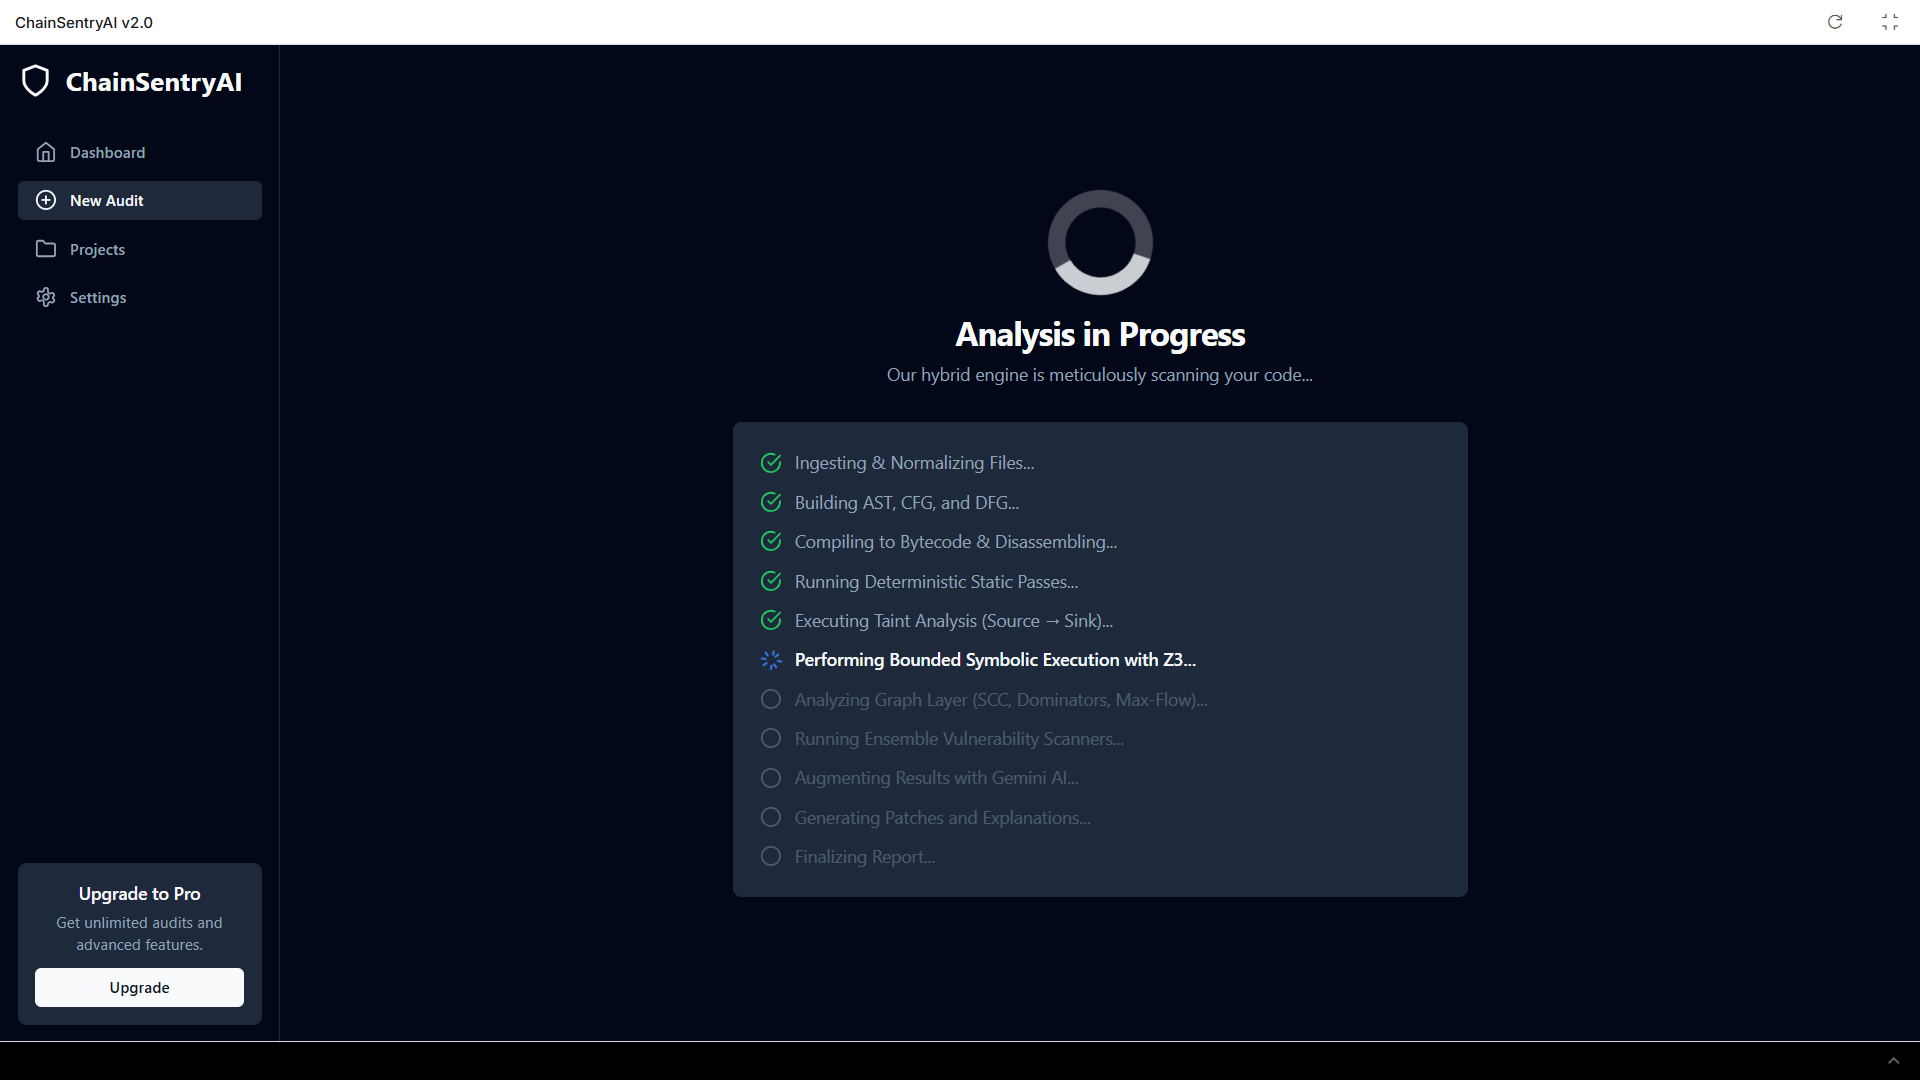 ChainSentryAI v2.0
ChainSentryAI
Dashboard
New Audit
Projects
Settings
Analysis in Progress
Our hybrid engine is meticulously scanning your code...
Ingesting & Normalizing Files...
Building AST, CFG, and DFG...
Compiling to Bytecode & Disassembling...
Running Deterministic Static Passes...
Executing Taint Analysis (Source → Sink)...
Performing Bounded Symbolic Execution with Z3...
Analyzing Graph Layer (SCC, Dominators, Max-Flow)...
Running Ensemble Vulnerability Scanners...
Augmenting Results with Gemini AI...
Generating Patches and Explanations...
Finalizing Report...
Upgrade to Pro
Get unlimited audits and
advanced features.
Upgrade